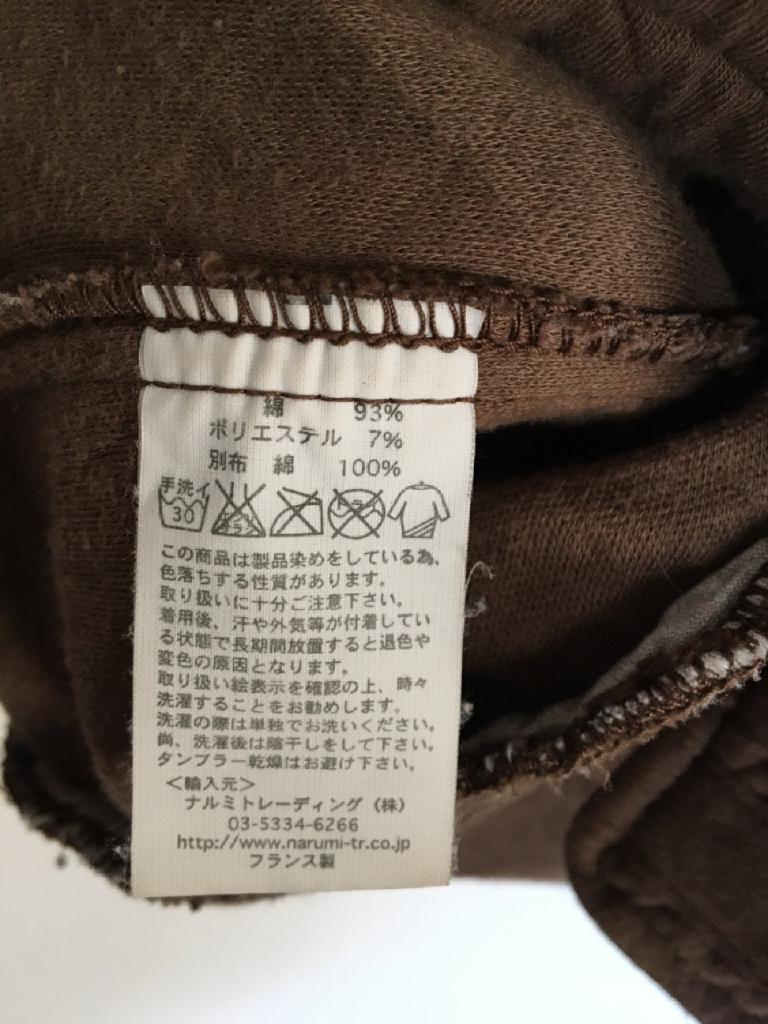 綿 93%
ポリエステル 7%
別布 綿 100%
手洗イ
30
ドライ
この商品は製品染めをしている為、
色落ちする性質があります。
取り扱いに十分ご注意下さい。
着用後、汗や外気等が付着してい
る状態で長期間放置すると退色や
変色の原因となります。
取り扱い絵表示を確認の上、時々
洗濯することをお勧めします。
洗濯の際は単独でお洗いください。
尚、洗濯後は陰干しをして下さい。
タンブラー乾燥はお避け下さい。
＜輸入元＞
ナルミトレーディング（株）
03-5334-6266
http://www.narumi-tr.co.jp
フランス製